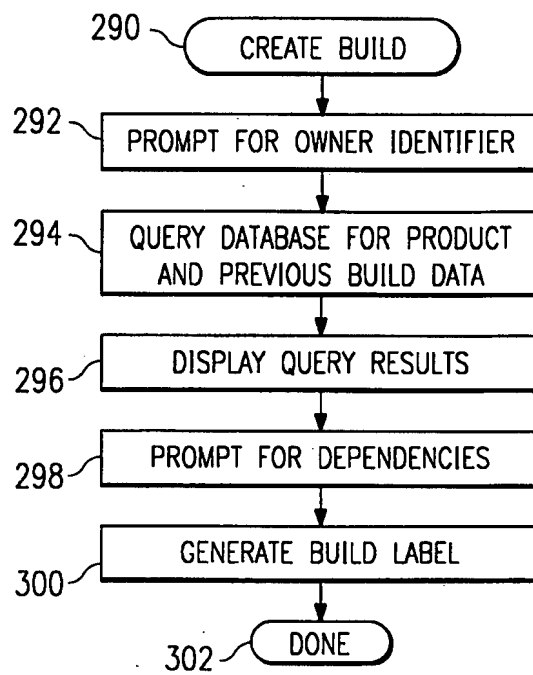 290 CREATE BUILD
292 PROMPT FOR OWNER IDENTIFIER
294 QUERY DATABASE FOR PRODUCT
AND PREVIOUS BUILD DATA
296 DISPLAY QUERY RESULTS
298 PROMPT FOR DEPENDENCIES
300 GENERATE BUILD LABEL
302 DONE